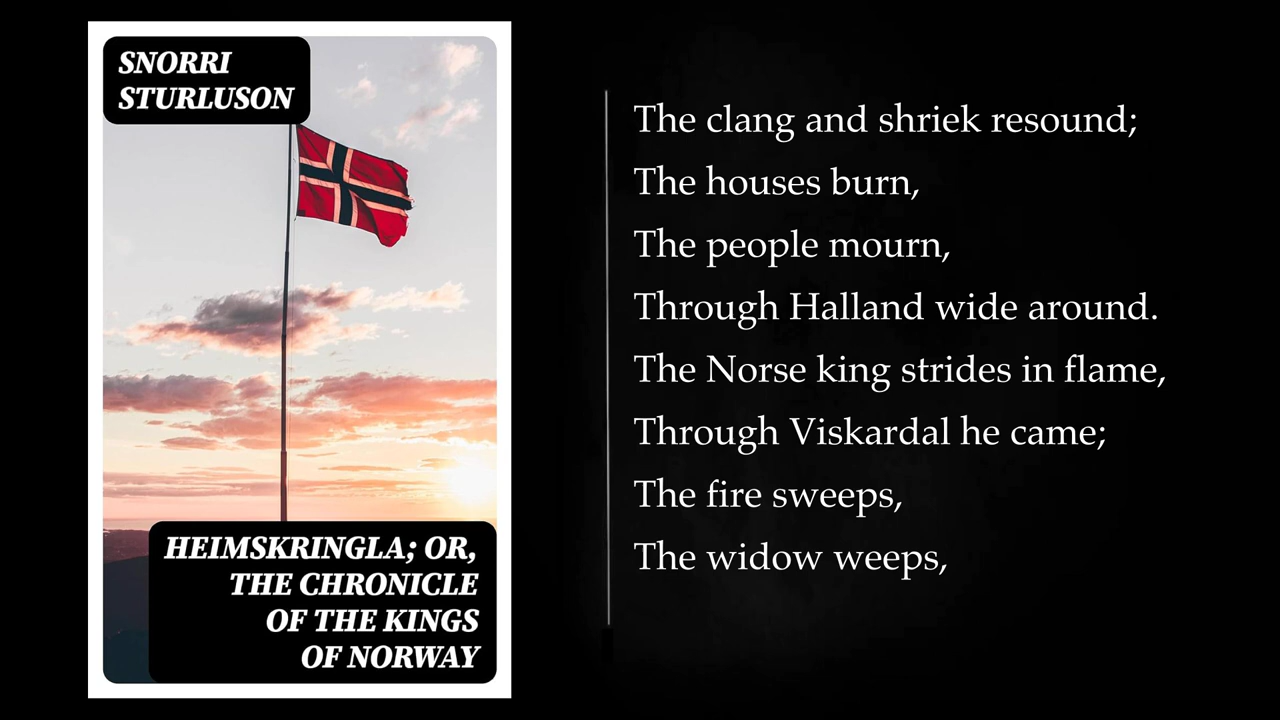 SNORRI
STURLUSON
HEIMSKRINGLA; OR,
THE CHRONICLE
OF THE KINGS
OF NORWAY
The clang and shriek resound;
The houses burn,
The people mourn,
Through Halland wide around.
The Norse king strides in flame,
Through Viskardal he came;
The fire sweeps,
The widow weeps,